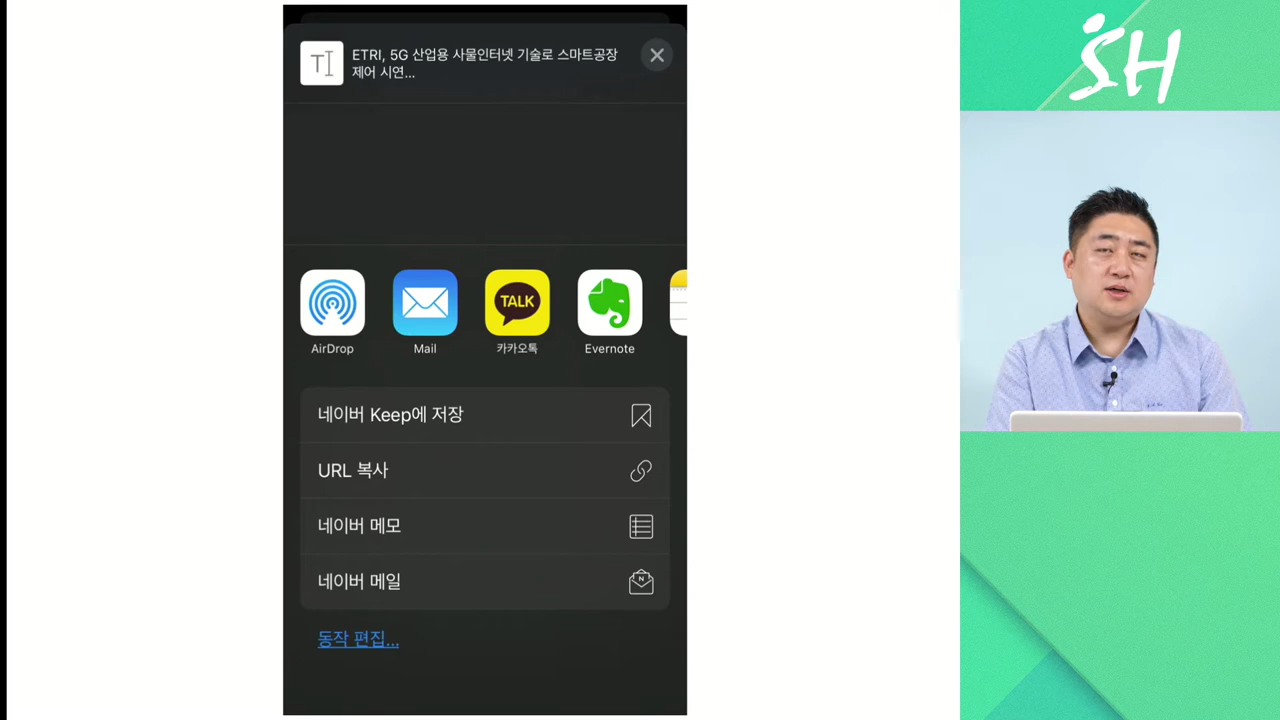 ETRI, 5G 산업용 사물인터넷 기술로 스마트공장
제어 시연...
SH
AirDrop
Mail
TALK
카카오톡
Evernote
네이버 Keep에 저장
URL 복사
네이버 메모
네이버 메일
N
동작 편집...